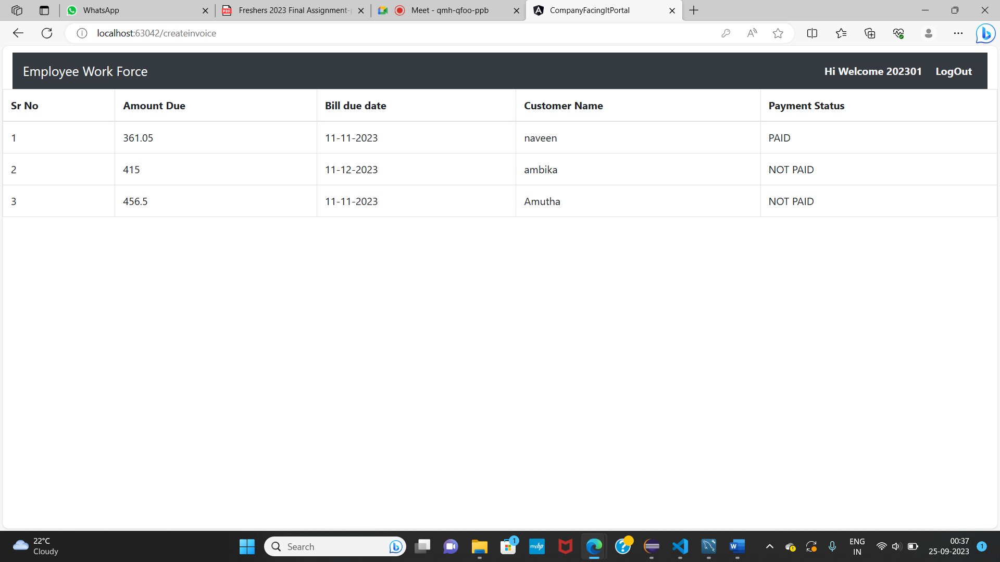 WhatsApp
Freshers 2023 Final Assignment-
Meet - qmh-qfoo-ppb
CompanyFacingItPortal
localhost:63042/createinvoice
Employee Work Force
Hi Welcome 202301
LogOut
Sr No Amount Due Bill due date Customer Name Payment Status
1 361.05 11-11-2023 naveen PAID
2 415 11-12-2023 ambika NOT PAID
3 456.5 11-11-2023 Amutha NOT PAID
22°C
Cloudy
Search
1
myhp
ENG
IN
00:37
25-09-2023
1